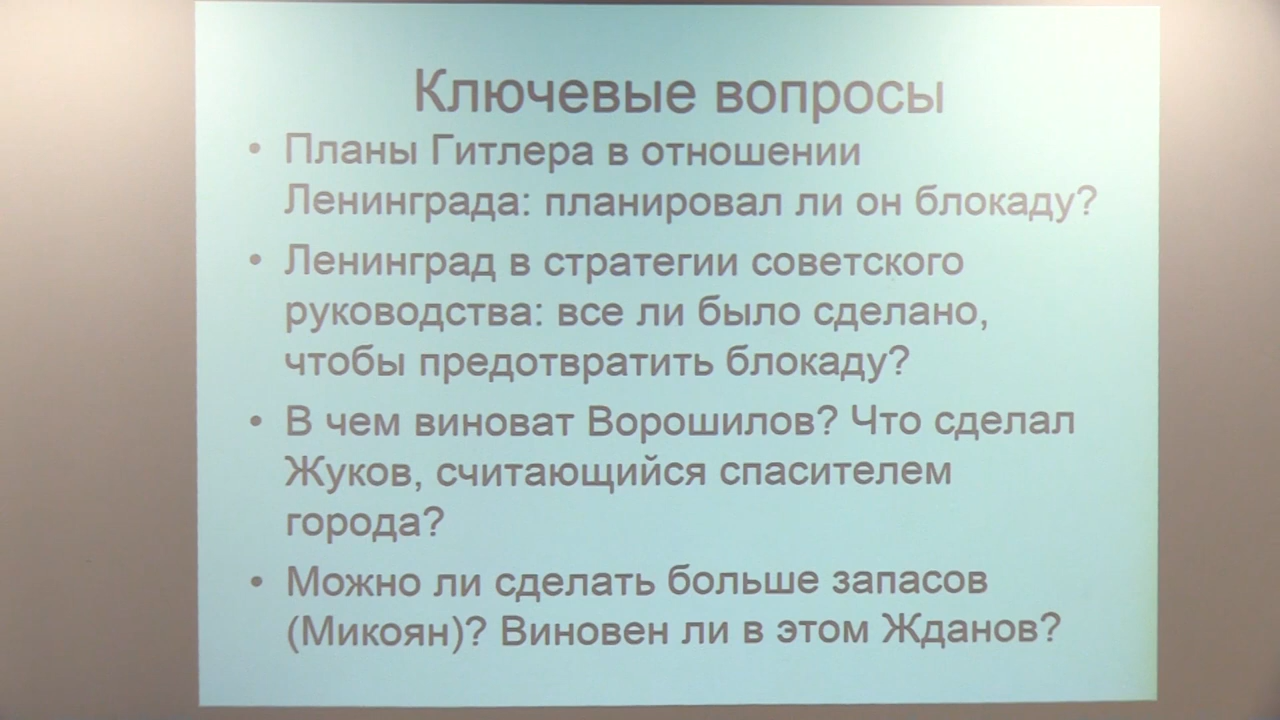 Ключевые вопросы
• Планы Гитлера в отношении
Ленинграда: планировал ли он блокаду?
• Ленинград в стратегии советского
руководства: все ли было сделано,
чтобы предотвратить блокаду?
• В чем виноват Ворошилов? Что сделал
Жуков, считающийся спасителем
города?
• Можно ли сделать больше запасов
(Микоян)? Виновен ли в этом Жданов?